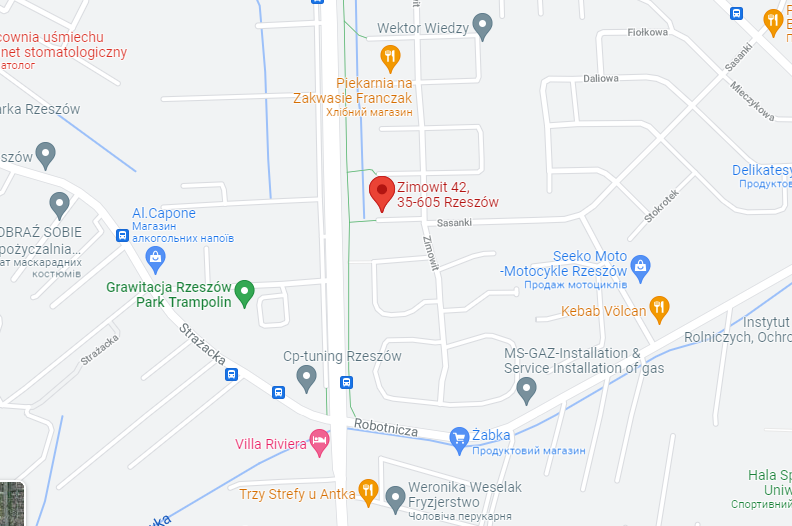 Wektor Wiedzy
Fiołkowa
Sasanki
cownia uśmiechu
net stomatologiczny
атолог
Piekarnia na
Zakwasie Franczak
Хлібний магазин
Daliowa
Mieczykowa
arka Rzeszów
szów
Zimowit 42,
35-605 Rzeszów
Delikatesy
Продуктов
Stokrotek
Sasanki
Al.Capone
Магазин
алкогольних напоїв
OBRAŹ SOBIE
pożyczalnia...
ат маскарадних
костюмів
Zimowit
Seeko Moto
-Motocykle Rzeszów
Продаж мотоциклів
Grawitacja Rzeszów
Park Trampolin
Kebab Völcan
Instytut
Rolniczych, Ochro
Strażacka
Strażacka
Cp-tuning Rzeszów
MS-GAZ-Installation &
Service Installation of gas
Robotnicza
Villa Riviera
Żabka
Продуктовий магазин
Trzy Strefy u Antka
Weronika Weselak
Fryzjerstwo
Чоловіча перукарня
Hala Sp
Uniw
Спортивний